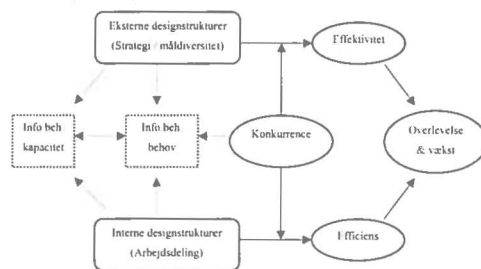 Eksterne designstrukturer
(Strategi / måldiversitet)
Effektivitet
Info beh.
kapacitet
Info beh.
behov
Konkurrence
Overlevelse
& vækst
Interne designstrukturer
(Arbejdsdeling)
Efficiens